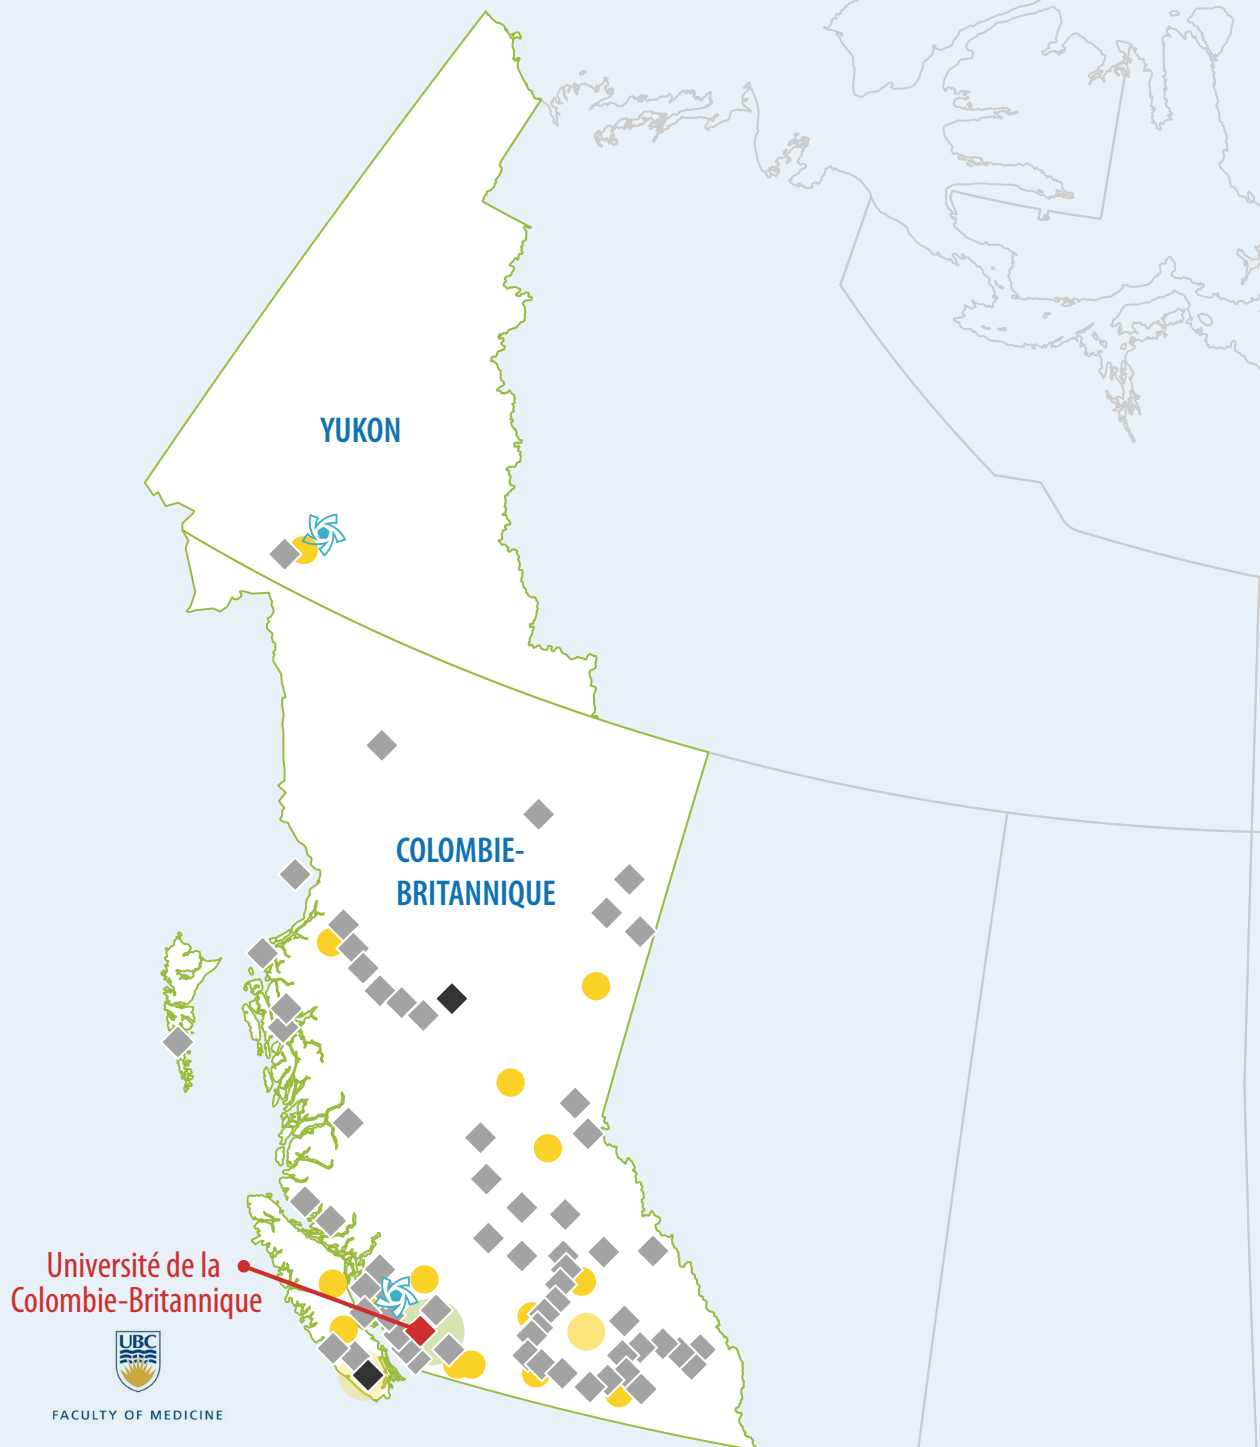 YUKON
COLOMBIE-
BRITANNIQUE
Université de la
Colombie-Britannique
UBC
FACULTY OF MEDICINE